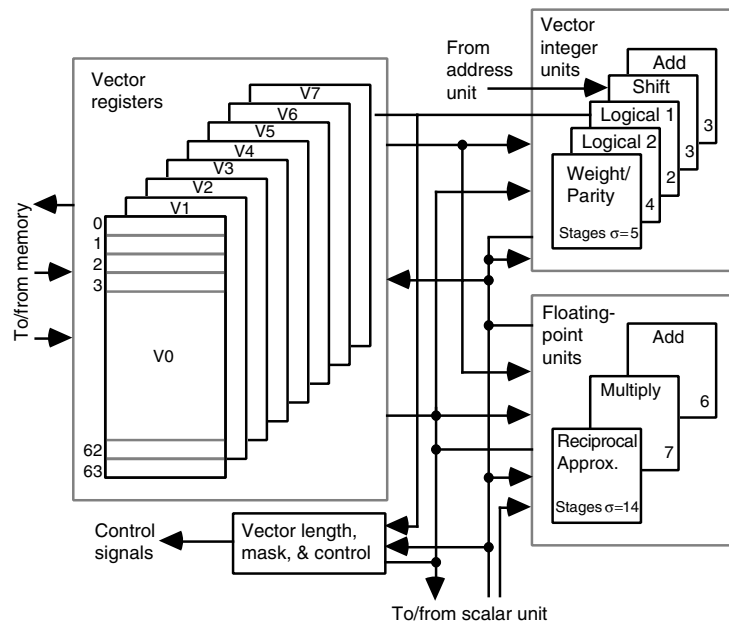 Vector
registers
V7
V6
V5
V4
V3
V2
V1
0
1
2
3
V0
62
63
To/from memory
From
address
unit
Vector
integer
units
Add
3
Shift
3
Logical 1
2
Logical 2
4
Weight/
Parity
Stages σ=5
Floating-
point
units
Add
6
Multiply
7
Reciprocal
Approx.
Stages σ=14
Control
signals
Vector length,
mask, & control
To/from scalar unit